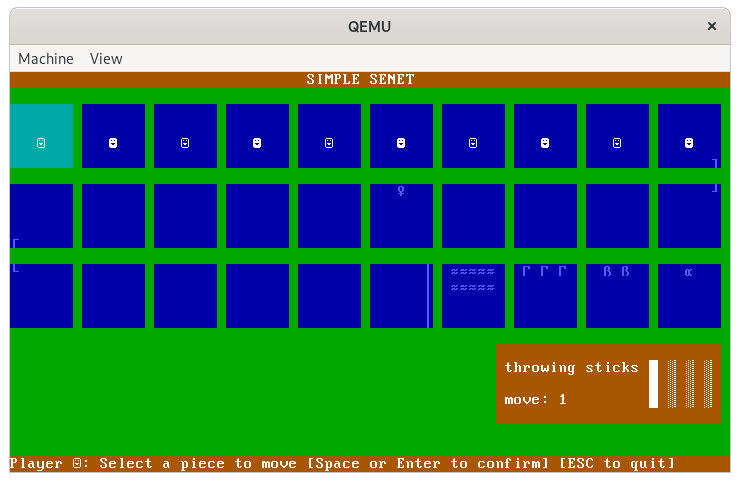 QEMU ×
Machine View
SIMPLE SENET
☺ ☻ ☺ ☻ ☺ ☻ ☺ ☻ ☺ ☻
♀
≈≈≈≈≈ Γ Γ Γ ß ß α
≈≈≈≈≈
throwing sticks
move: 1
Player ☺: Select a piece to move [Space or Enter to confirm] [ESC to quit]